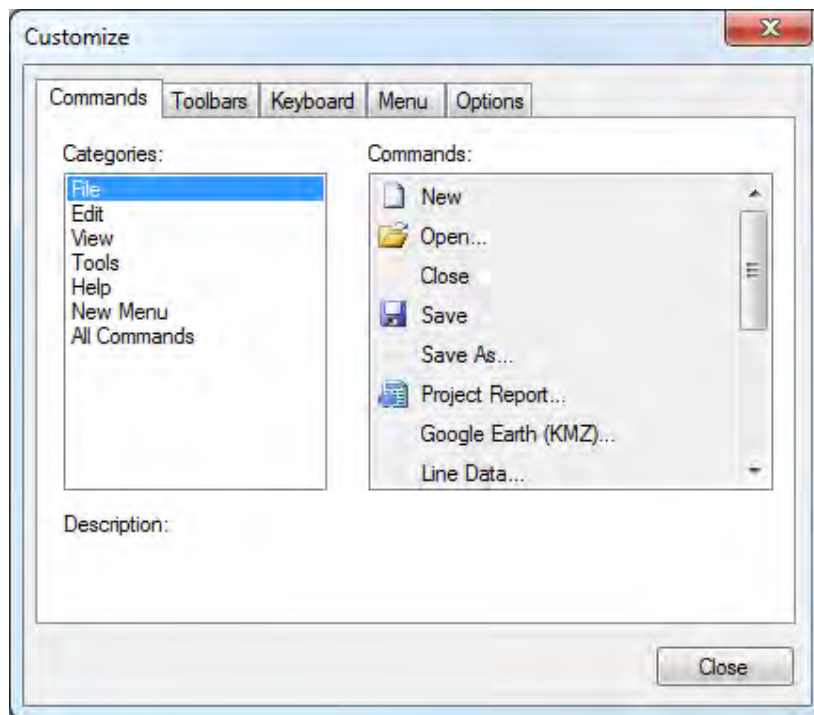 Customize
Commands Toolbars Keyboard Menu Options
Categories:
File
Edit
View
Tools
Help
New Menu
All Commands
Commands:
New
Open...
Close
Save
Save As...
Project Report...
Google Earth (KMZ)...
Line Data...
Description:
Close